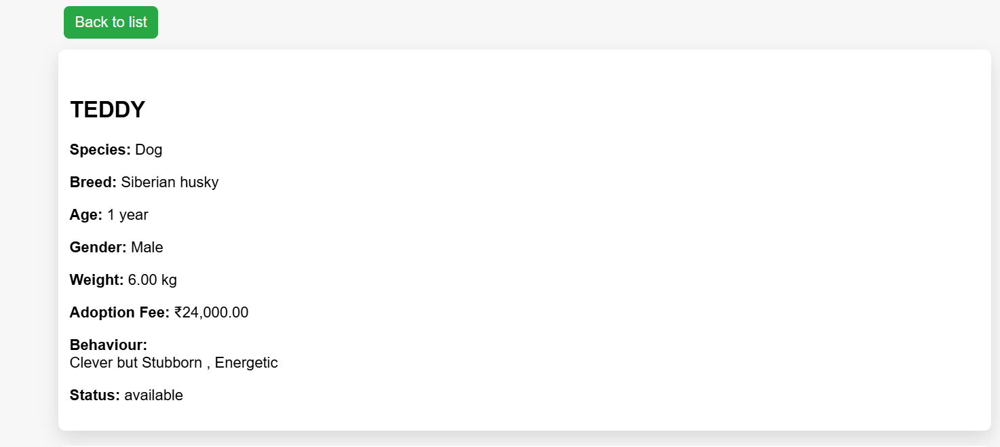 Back to list
TEDDY
Species: Dog
Breed: Siberian husky
Age: 1 year
Gender: Male
Weight: 6.00 kg
Adoption Fee: ₹24,000.00
Behaviour:
Clever but Stubborn , Energetic
Status: available